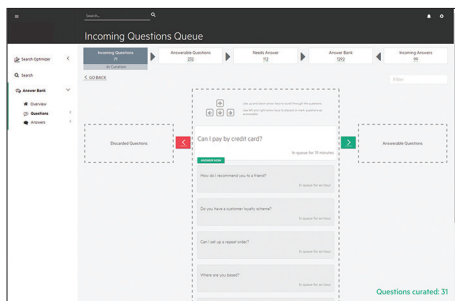 Search...
Incoming Questions Queue
Incoming Questions
71
Answerable Questions
Needs Answer
Answer Bank
Incoming Answers
Search Optimizer
Search
Answer Bank
Overview
Questions
Answers
GO BACK
Filter
Discarded Questions
Can I pay by credit card?
In queue for 10 minutes
ANSWER NOW
How do I recommend you to a friend?
In queue for an hour
Do you have a customer loyalty scheme?
In queue for an hour
Can I set up a repeat order?
In queue for an hour
Where are you based?
In queue for an hour
Answerable Questions
Questions curated: 31